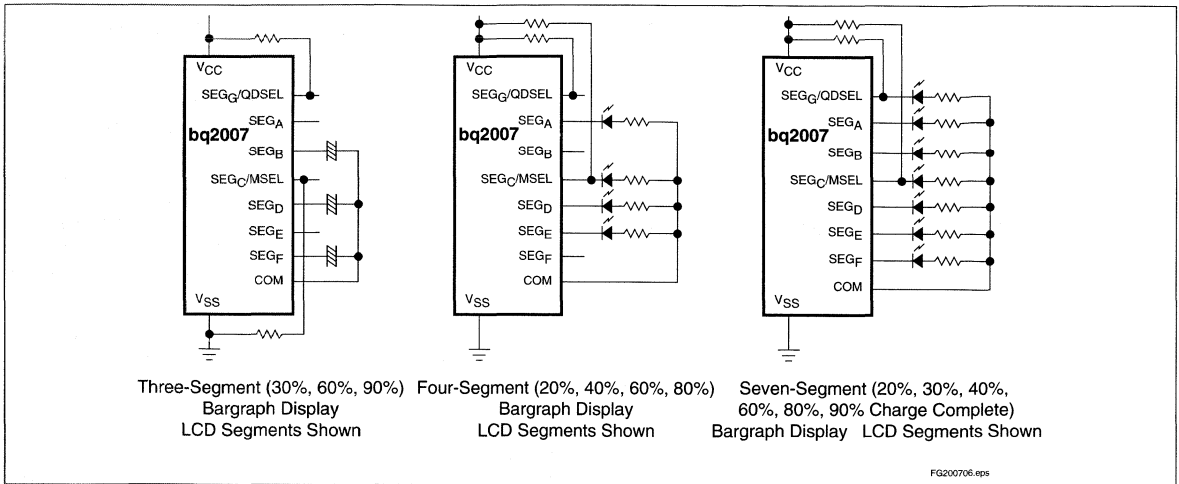 VCC
SEGG/QDSEL
SEGA
bq2007
SEGB
SEGC/MSEL
SEGD
SEGE
SEGF
COM
VSS
Three-Segment (30%, 60%, 90%)
Bargraph Display
LCD Segments Shown
VCC
SEGG/QDSEL
SEGA
bq2007
SEGB
SEGC/MSEL
SEGD
SEGE
SEGF
COM
VSS
Four-Segment (20%, 40%, 60%, 80%)
Bargraph Display
LCD Segments Shown
VCC
SEGG/QDSEL
SEGA
bq2007
SEGB
SEGC/MSEL
SEGD
SEGE
SEGF
COM
VSS
Seven-Segment (20%, 30%, 40%,
60%, 80%, 90% Charge Complete)
Bargraph Display LCD Segments Shown
FG200706.eps